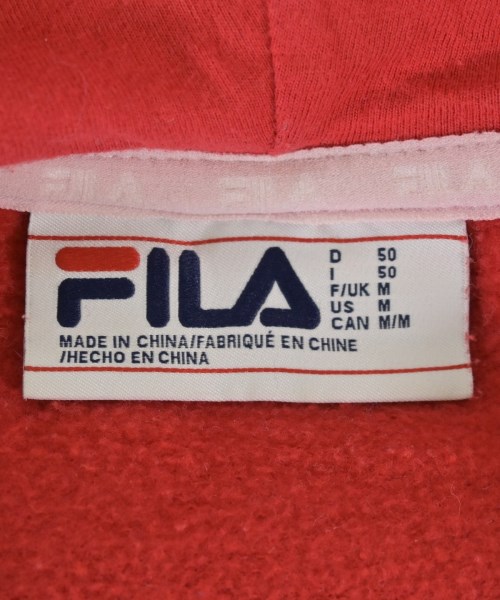 FILA
D 50
I 50
F/UK M
US M
CAN M/M
MADE IN CHINA/FABRIQUÉ EN CHINE
/HECHO EN CHINA